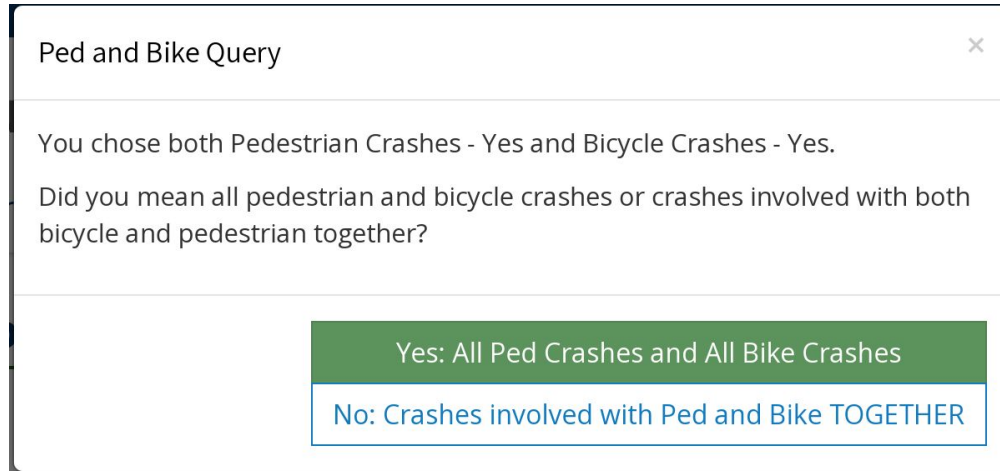 Ped and Bike Query
×
You chose both Pedestrian Crashes - Yes and Bicycle Crashes - Yes.
Did you mean all pedestrian and bicycle crashes or crashes involved with both
bicycle and pedestrian together?
Yes: All Ped Crashes and All Bike Crashes
No: Crashes involved with Ped and Bike TOGETHER